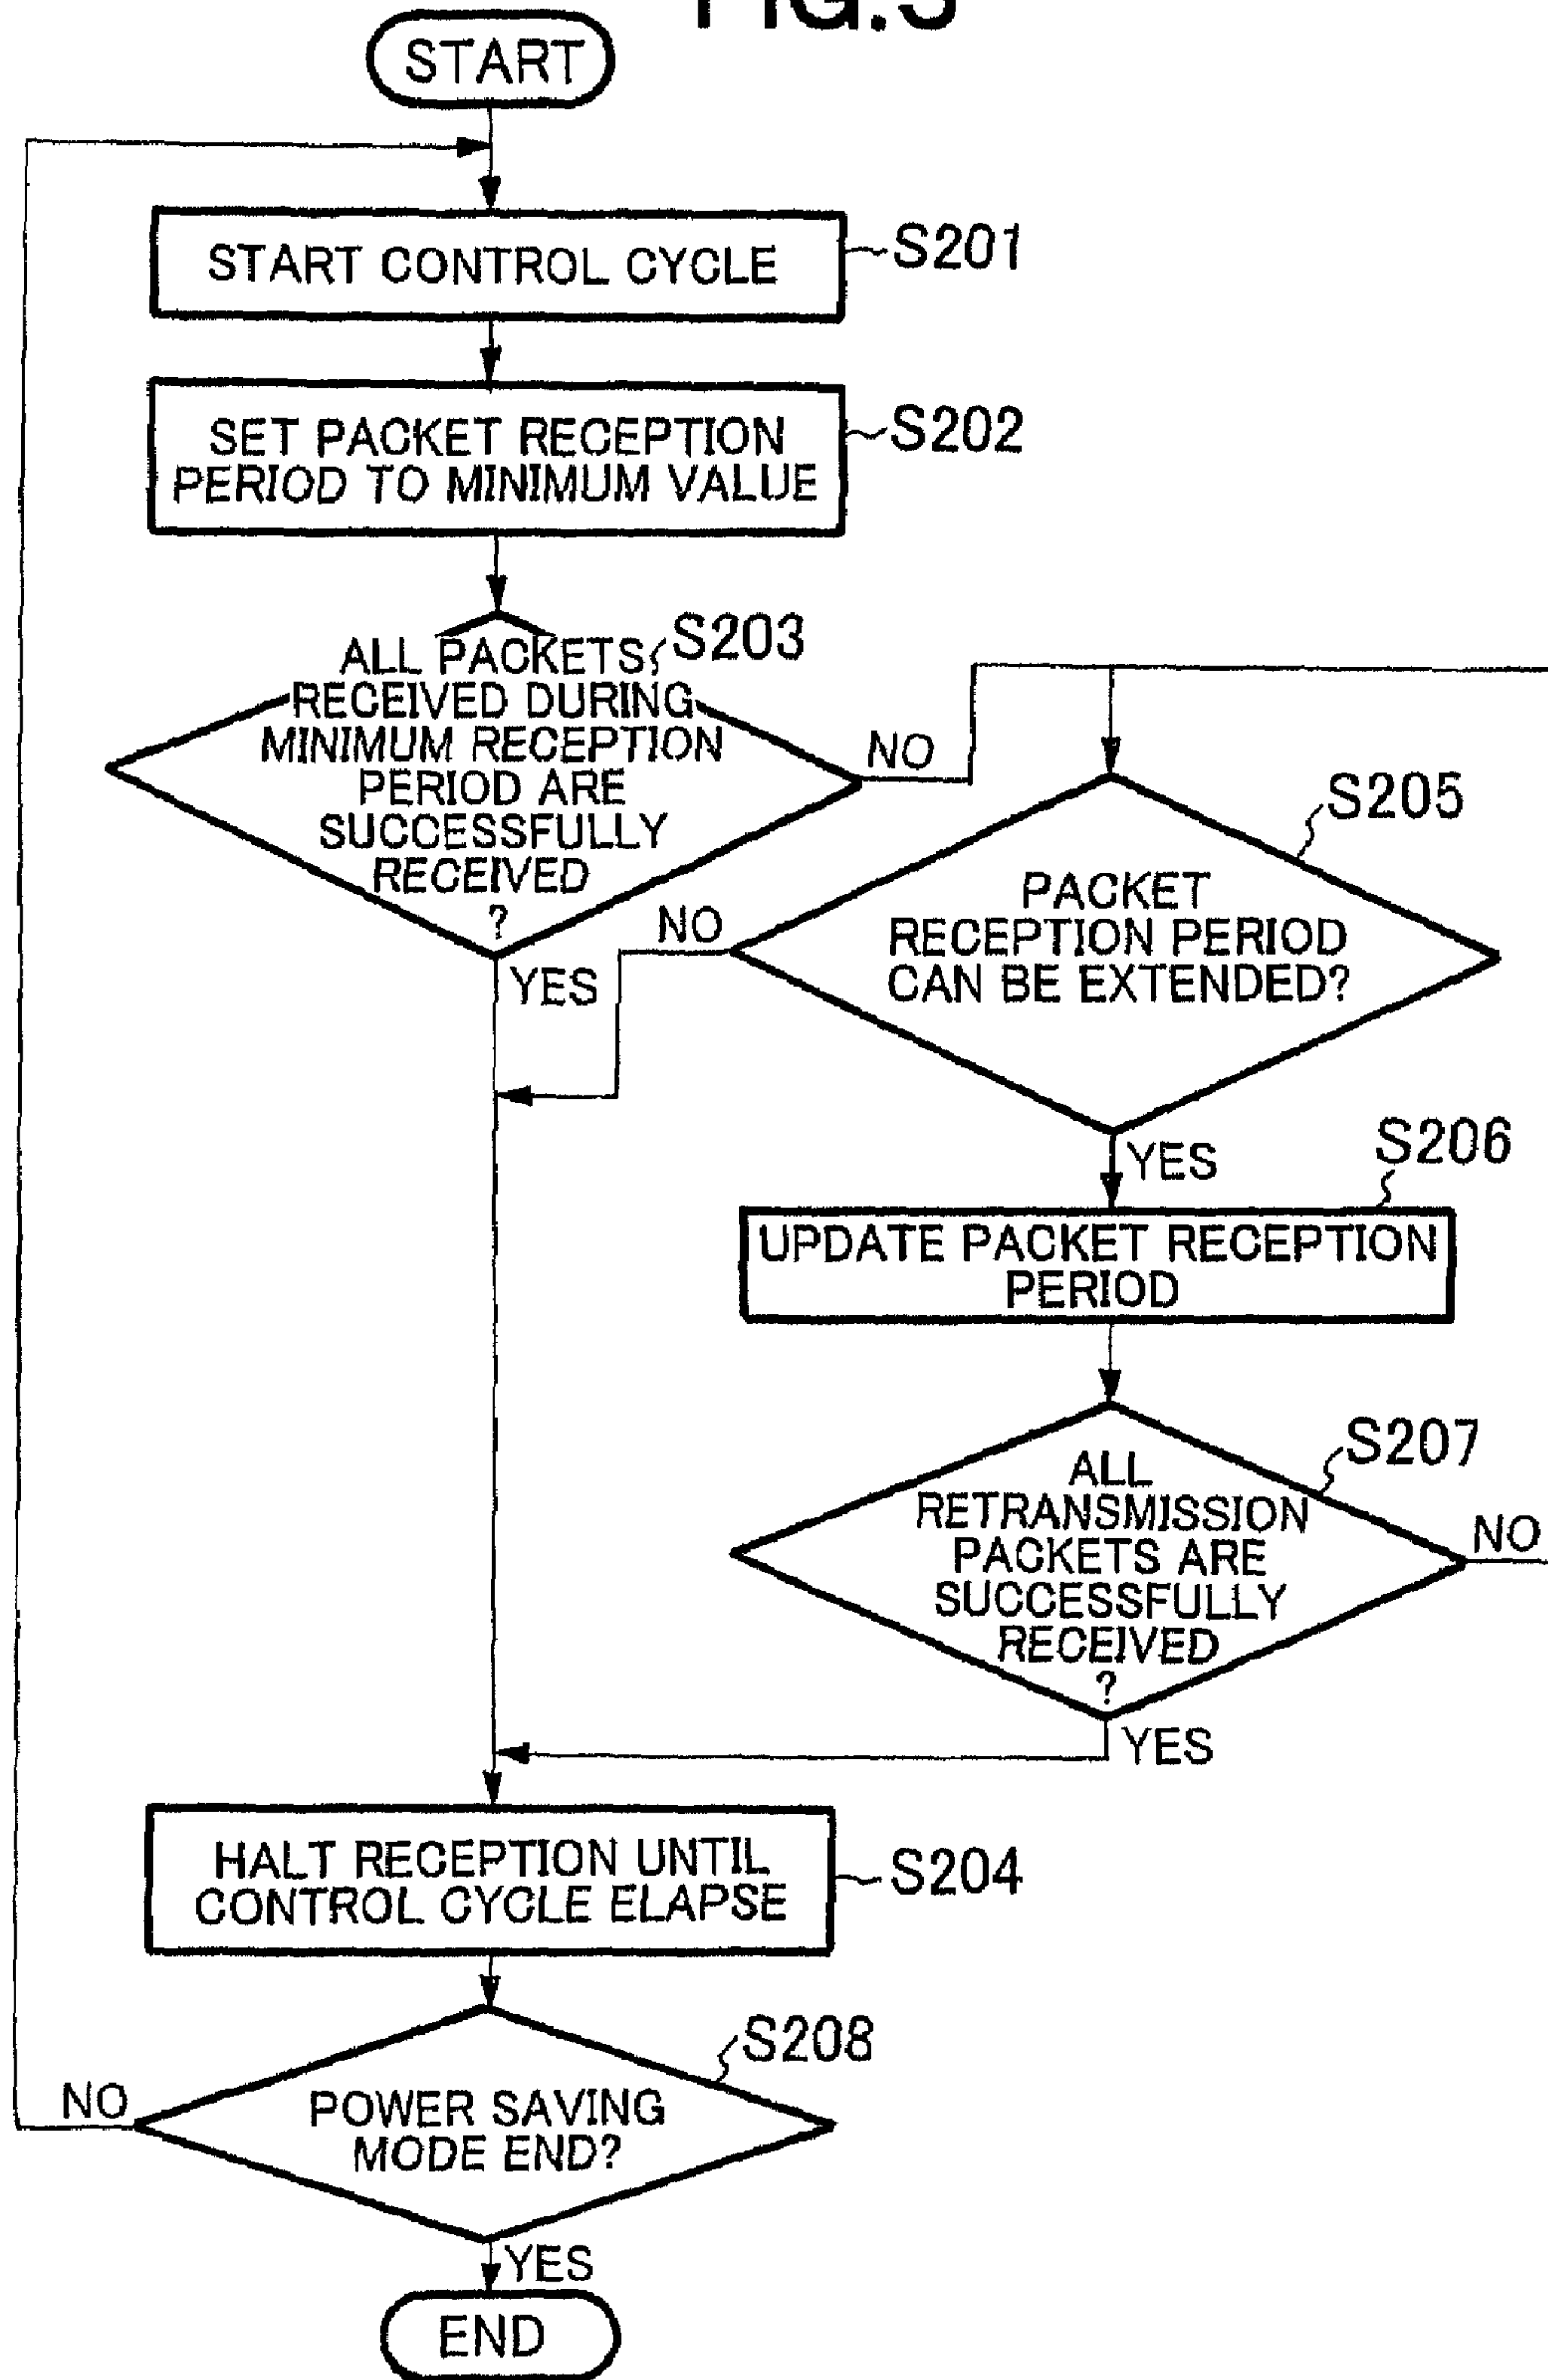 FIG.5
START
START CONTROL CYCLE
S201
SET PACKET RECEPTION
PERIOD TO MINIMUM VALUE
S202
ALL PACKETS
RECEIVED DURING
MINIMUM RECEPTION
PERIOD ARE
SUCCESSFULLY
RECEIVED
?
S203
NO
YES
PACKET
RECEPTION PERIOD
CAN BE EXTENDED?
S205
NO
YES
UPDATE PACKET RECEPTION
PERIOD
S206
ALL
RETRANSMISSION
PACKETS ARE
SUCCESSFULLY
RECEIVED
?
S207
NO
YES
HALT RECEPTION UNTIL
CONTROL CYCLE ELAPSE
S204
POWER SAVING
MODE END?
S208
NO
YES
END